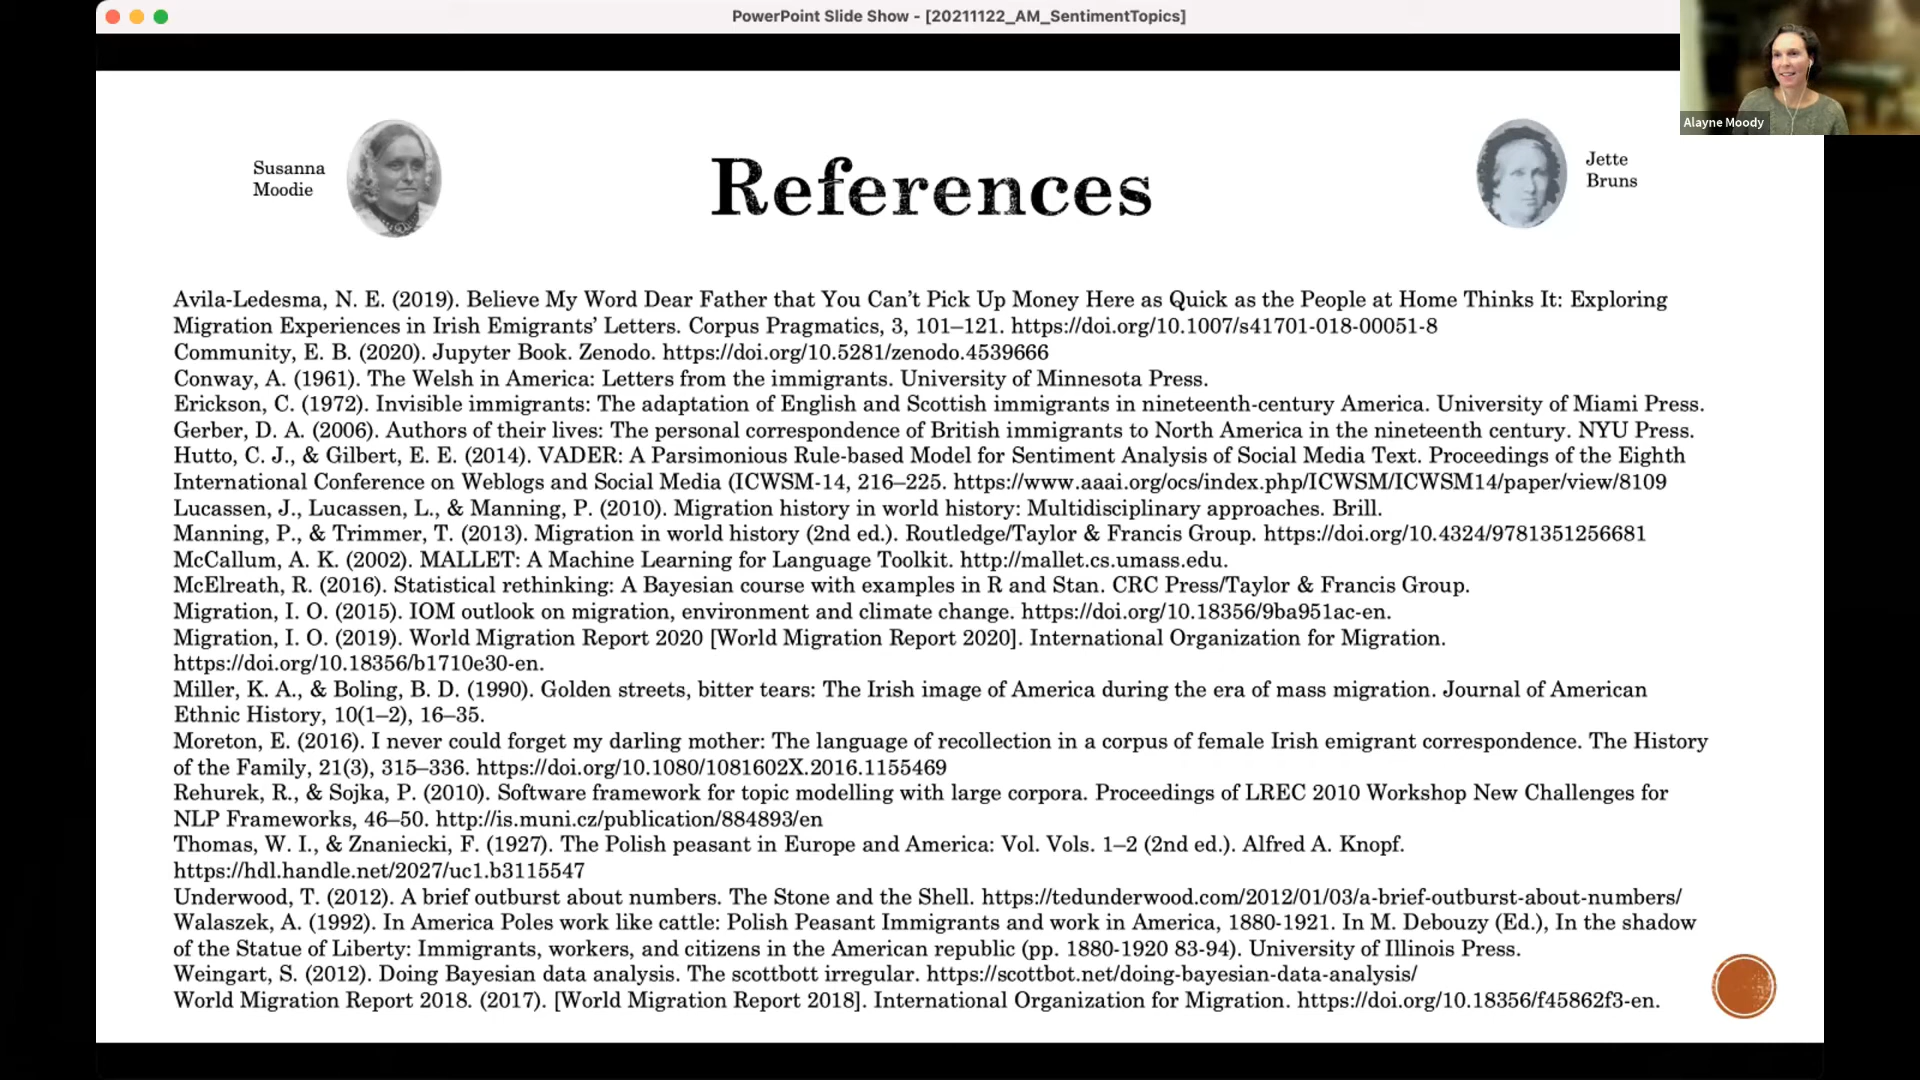 PowerPoint Slide Show - [20211122_AM_SentimentTopics]
Alayne Moody
Susanna
Moodie
References
Jette
Bruns
Avila-Ledesma, N. E. (2019). Believe My Word Dear Father that You Can’t Pick Up Money Here as Quick as the People at Home Thinks It: Exploring
Migration Experiences in Irish Emigrants’ Letters. Corpus Pragmatics, 3, 101–121. https://doi.org/10.1007/s41701-018-00051-8
Community, E. B. (2020). Jupyter Book. Zenodo. https://doi.org/10.5281/zenodo.4539666
Conway, A. (1961). The Welsh in America: Letters from the immigrants. University of Minnesota Press.
Erickson, C. (1972). Invisible immigrants: The adaptation of English and Scottish immigrants in nineteenth-century America. University of Miami Press.
Gerber, D. A. (2006). Authors of their lives: The personal correspondence of British immigrants to North America in the nineteenth century. NYU Press.
Hutto, C. J., & Gilbert, E. E. (2014). VADER: A Parsimonious Rule-based Model for Sentiment Analysis of Social Media Text. Proceedings of the Eighth
International Conference on Weblogs and Social Media (ICWSM-14, 216–225. https://www.aaai.org/ocs/index.php/ICWSM/ICWSM14/paper/view/8109
Lucassen, J., Lucassen, L., & Manning, P. (2010). Migration history in world history: Multidisciplinary approaches. Brill.
Manning, P., & Trimmer, T. (2013). Migration in world history (2nd ed.). Routledge/Taylor & Francis Group. https://doi.org/10.4324/9781351256681
McCallum, A. K. (2002). MALLET: A Machine Learning for Language Toolkit. http://mallet.cs.umass.edu.
McElreath, R. (2016). Statistical rethinking: A Bayesian course with examples in R and Stan. CRC Press/Taylor & Francis Group.
Migration, I. O. (2015). IOM outlook on migration, environment and climate change. https://doi.org/10.18356/9ba951ac-en.
Migration, I. O. (2019). World Migration Report 2020 [World Migration Report 2020]. International Organization for Migration.
https://doi.org/10.18356/b1710e30-en.
Miller, K. A., & Boling, B. D. (1990). Golden streets, bitter tears: The Irish image of America during the era of mass migration. Journal of American
Ethnic History, 10(1–2), 16–35.
Moreton, E. (2016). I never could forget my darling mother: The language of recollection in a corpus of female Irish emigrant correspondence. The History
of the Family, 21(3), 315–336. https://doi.org/10.1080/1081602X.2016.1155469
Rehurek, R., & Sojka, P. (2010). Software framework for topic modelling with large corpora. Proceedings of LREC 2010 Workshop New Challenges for
NLP Frameworks, 46–50. http://is.muni.cz/publication/884893/en
Thomas, W. I., & Znaniecki, F. (1927). The Polish peasant in Europe and America: Vol. Vols. 1–2 (2nd ed.). Alfred A. Knopf.
https://hdl.handle.net/2027/uc1.b3115547
Underwood, T. (2012). A brief outburst about numbers. The Stone and the Shell. https://tedunderwood.com/2012/01/03/a-brief-outburst-about-numbers/
Walaszek, A. (1992). In America Poles work like cattle: Polish Peasant Immigrants and work in America, 1880-1921. In M. Debouzy (Ed.), In the shadow
of the Statue of Liberty: Immigrants, workers, and citizens in the American republic (pp. 1880-1920 83-94). University of Illinois Press.
Weingart, S. (2012). Doing Bayesian data analysis. The scottbott irregular. https://scottbot.net/doing-bayesian-data-analysis/
World Migration Report 2018. (2017). [World Migration Report 2018]. International Organization for Migration. https://doi.org/10.18356/f45862f3-en.